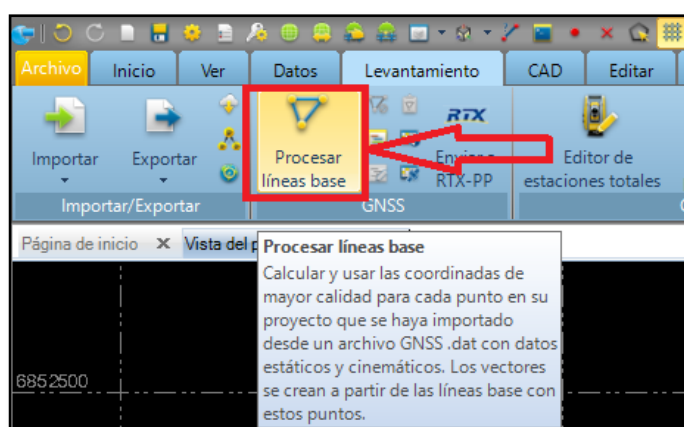 Archivo Inicio Ver Datos Levantamiento CAD Editar
Importar Exportar Procesar líneas base RTX RTX-PP Editor de estaciones totales
Importar/Exportar GNSS
Página de inicio Vista del
Procesar líneas base
Calcular y usar las coordinadas de
mayor calidad para cada punto en su
proyecto que se haya importado
desde un archivo GNSS .dat con datos
estáticos y cinemáticos. Los vectores
se crean a partir de las líneas base con
estos puntos.
6852500